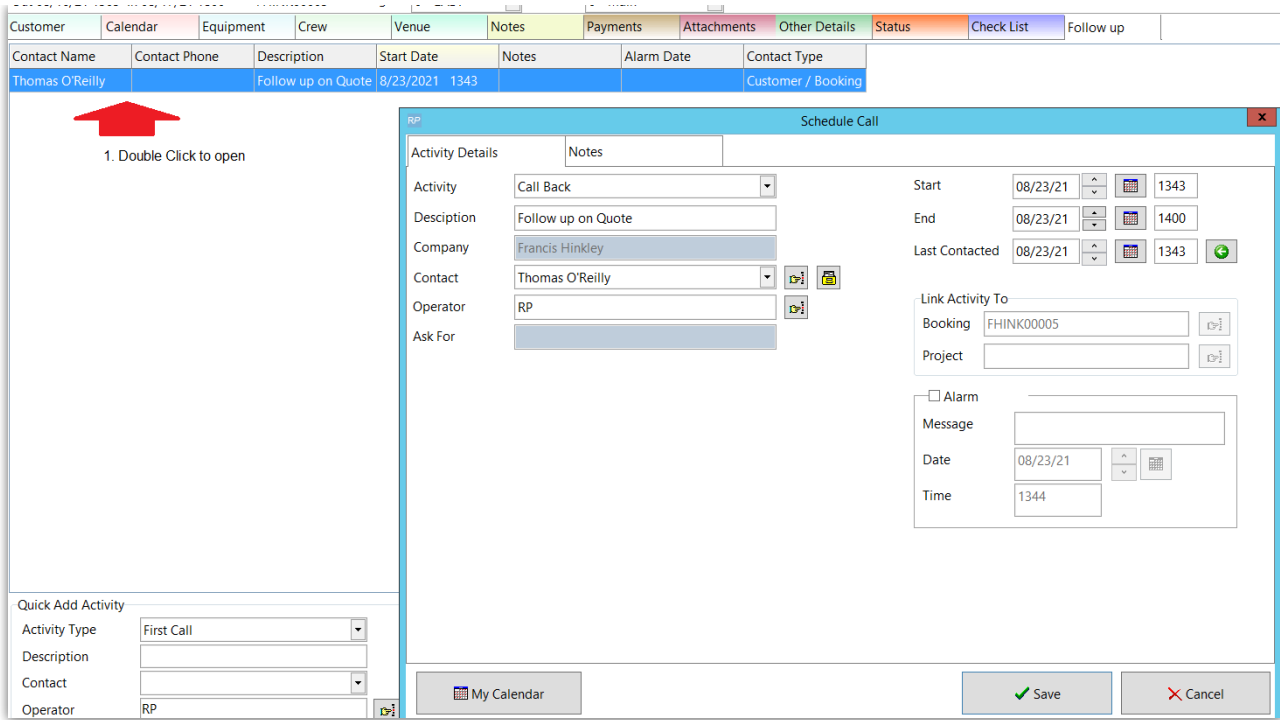 Customer Calendar Equipment Crew Venue Notes Payments Attachments Other Details Status Check List Follow up
Contact Name Contact Phone Description Start Date Notes Alarm Date Contact Type
Thomas O'Reilly Follow up on Quote 8/23/2021 1343 Customer / Booking
1. Double Click to open
RP Schedule Call x
Activity Details Notes
Activity Call Back
Desciption Follow up on Quote
Company Francis Hinkley
Contact Thomas O'Reilly
Operator RP
Ask For
Start 08/23/21 1343
End 08/23/21 1400
Last Contacted 08/23/21 1343
Link Activity To
Booking FHINK00005
Project
Alarm
Message
Date 08/23/21
Time 1344
My Calendar Save Cancel
Quick Add Activity
Activity Type First Call
Description
Contact
Operator RP